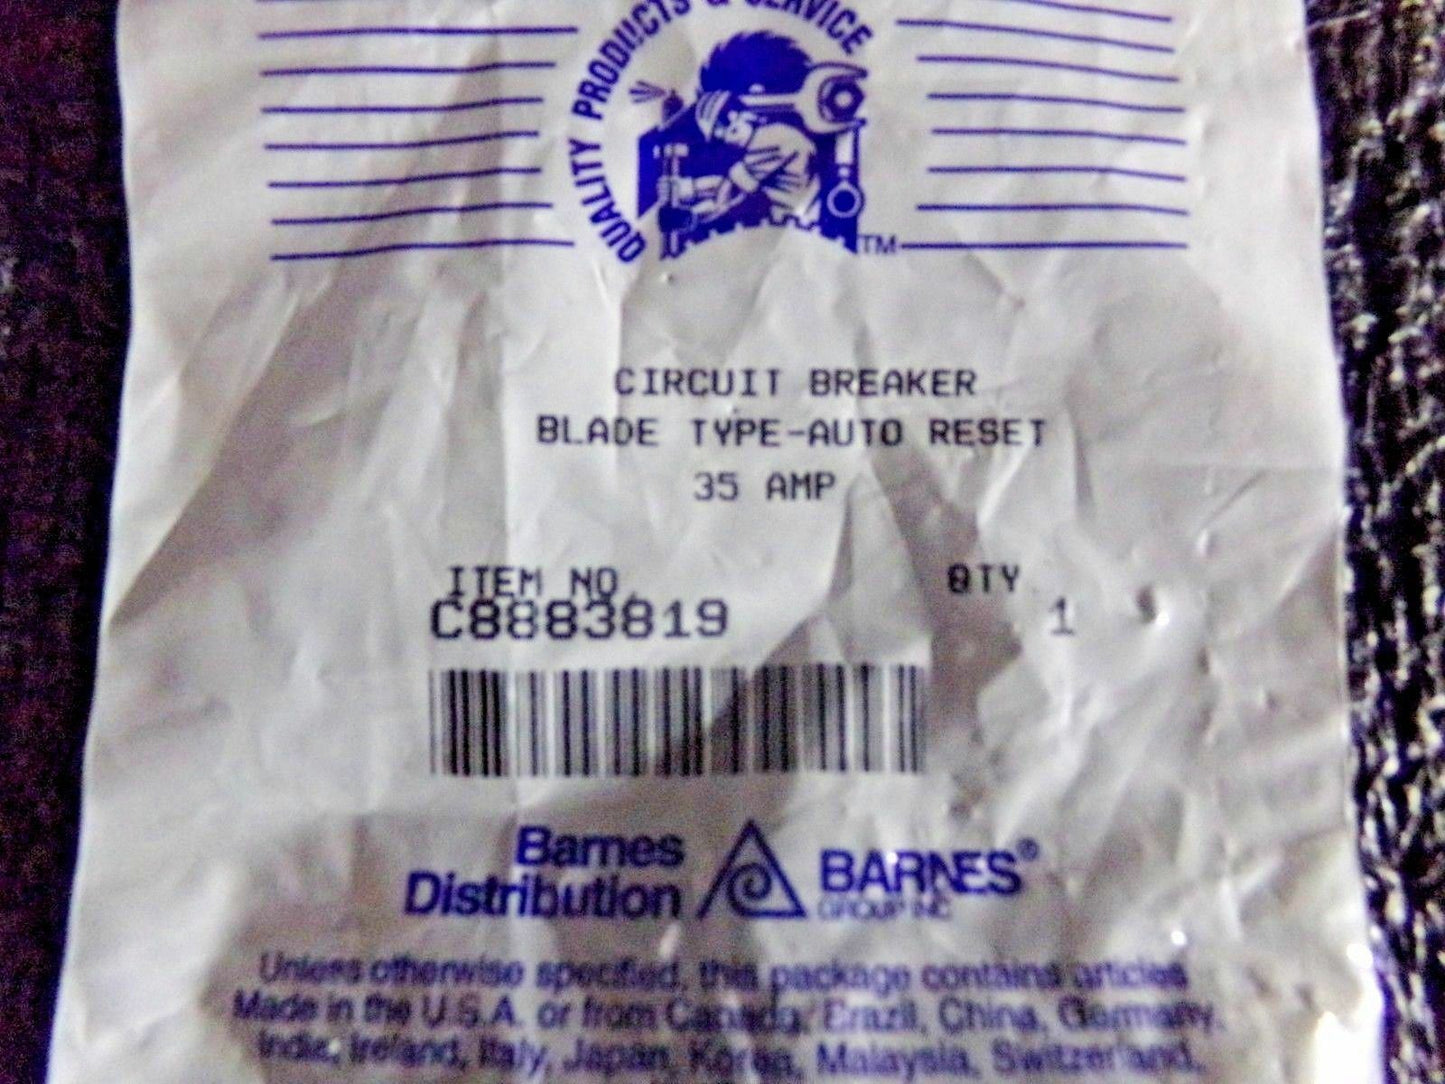 QUALITY PRODUCTS & SERVICE
TM
CIRCUIT BREAKER
BLADE TYPE-AUTO RESET
35 AMP
ITEM NO.
QTY
C8883819
1
Barnes
Distribution
BARNES®
GROUP INC
Unless otherwise specified, this package contains articles
Made in the U.S.A. or from Canada, Brazil, China, Germany,
India, Ireland, Italy, Japan, Korea, Malaysia, Switzerland,